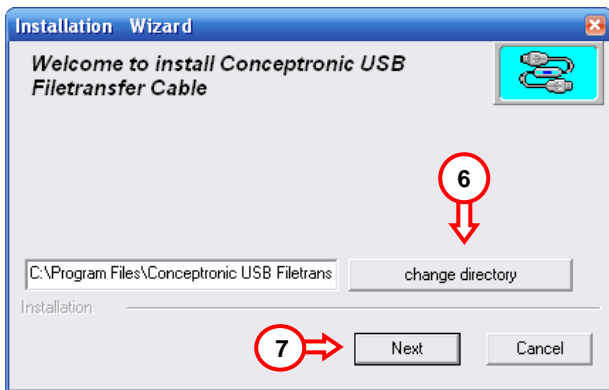 Installation Wizard
Welcome to install Conceptronic USB
Filetransfer Cable
6
C:\Program Files\Conceptronic USB Filetrans
change directory
Installation
7
Next
Cancel